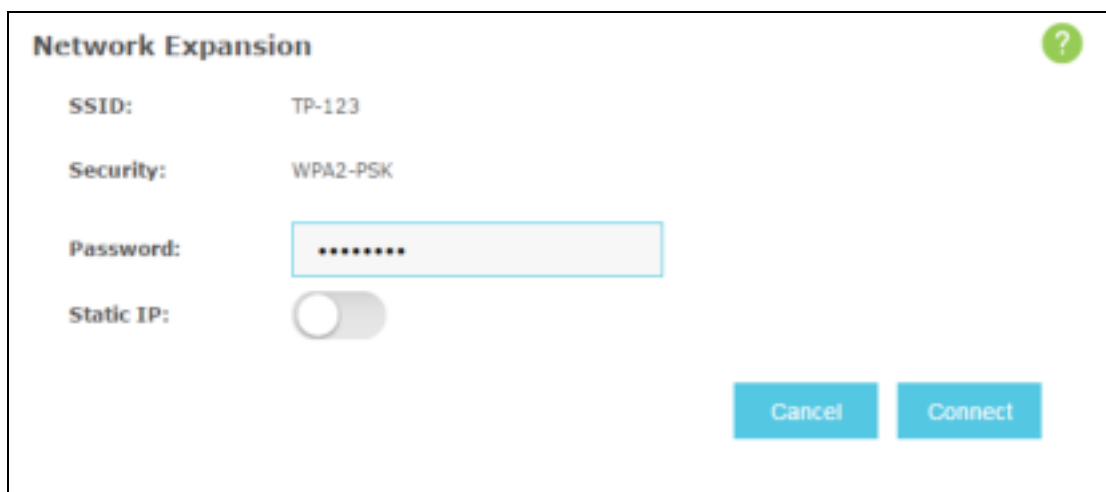 Network Expansion
?
SSID: TP-123
Security: WPA2-PSK
Password: ••••••••
Static IP:
Cancel Connect